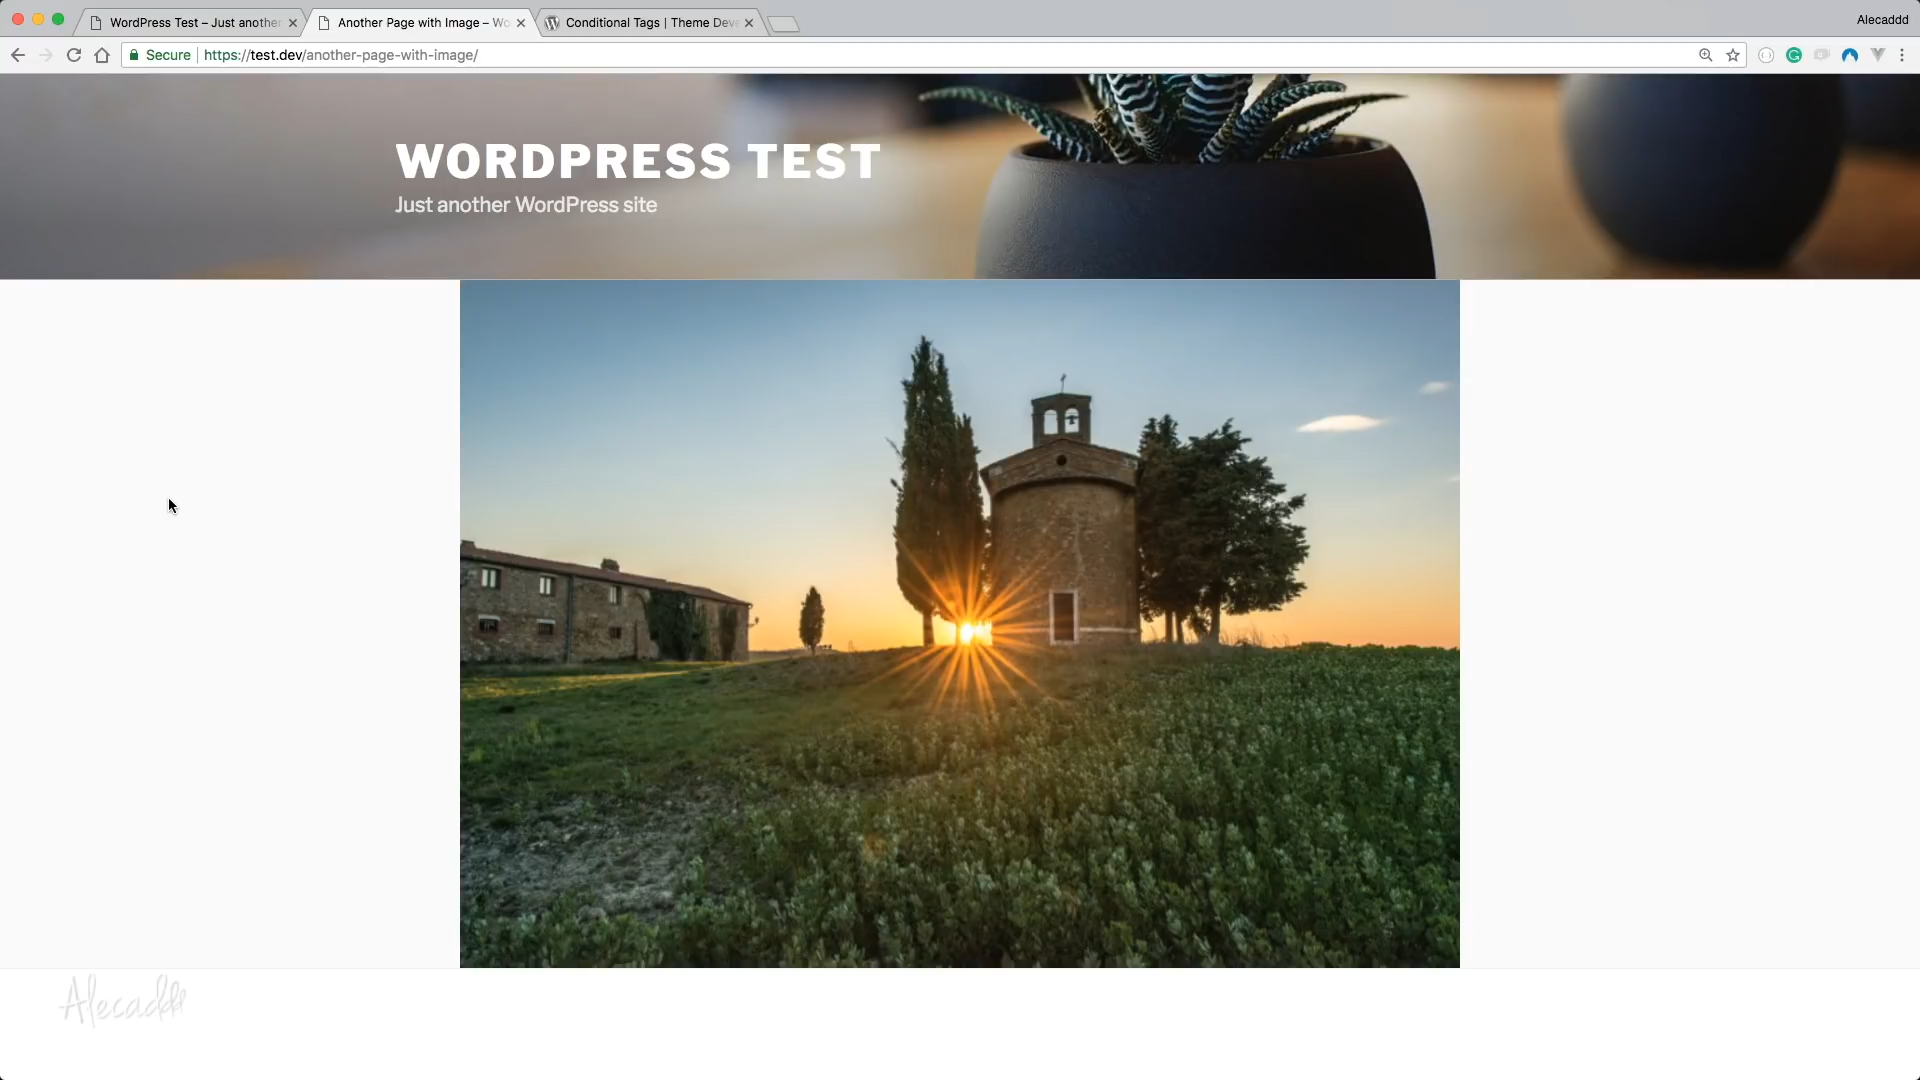 WordPress Test – Just another
Another Page with Image – Wo
Conditional Tags | Theme Deve
Alecaddd
Secure
https://test.dev/another-page-with-image/
WORDPRESS TEST
Just another WordPress site
Alecaddd